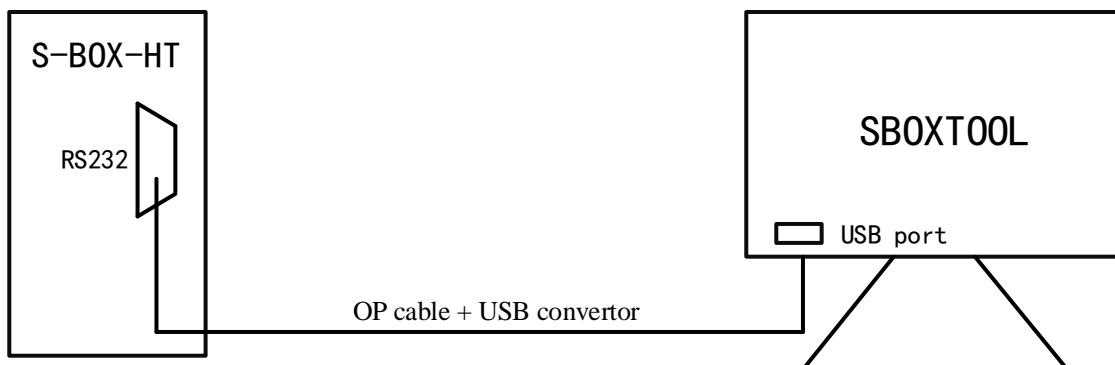 S-BOX-HT
SBOXTOOL
RS232
USB port
OP cable + USB convertor